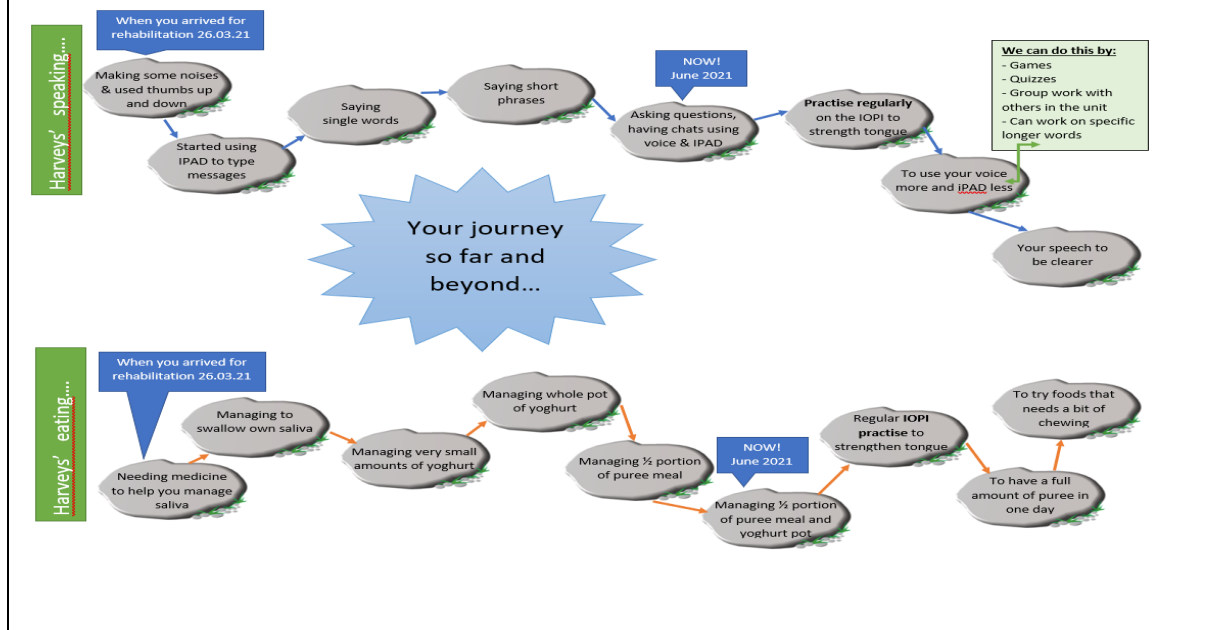 Harveys' speaking....
When you arrived for
rehabilitation 26.03.21
Making some noises
& used thumbs up
and down
Started using
IPAD to type
messages
Saying
single words
Saying short
phrases
NOW!
June 2021
Asking questions,
having chats using
voice & IPAD
Practise regularly
on the IOPI to
strength tongue
We can do this by:
- Games
- Quizzes
- Group work with
others in the unit
- Can work on specific
longer words
To use your voice
more and iPAD less
Your speech to
be clearer
Your journey
so far and
beyond...
Harveys' eating....
When you arrived for
rehabilitation 26.03.21
Needing medicine
to help you manage
saliva
Managing to
swallow own saliva
Managing very small
amounts of yoghurt
Managing whole pot
of yoghurt
Managing ½ portion
of puree meal
NOW!
June 2021
Managing ½ portion
of puree meal and
yoghurt pot
Regular IOPI
practise to
strengthen tongue
To have a full
amount of puree in
one day
To try foods that
needs a bit of
chewing